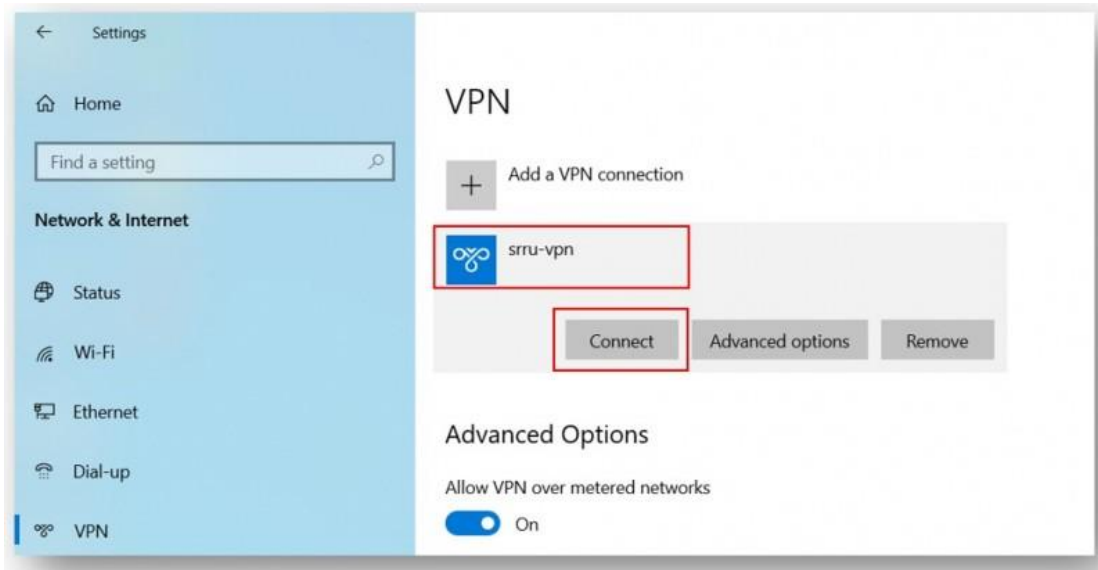 Settings
Home
Find a setting
Network & Internet
Status
Wi-Fi
Ethernet
Dial-up
VPN
VPN
Add a VPN connection
srru-vpn
Connect
Advanced options
Remove
Advanced Options
Allow VPN over metered networks
On